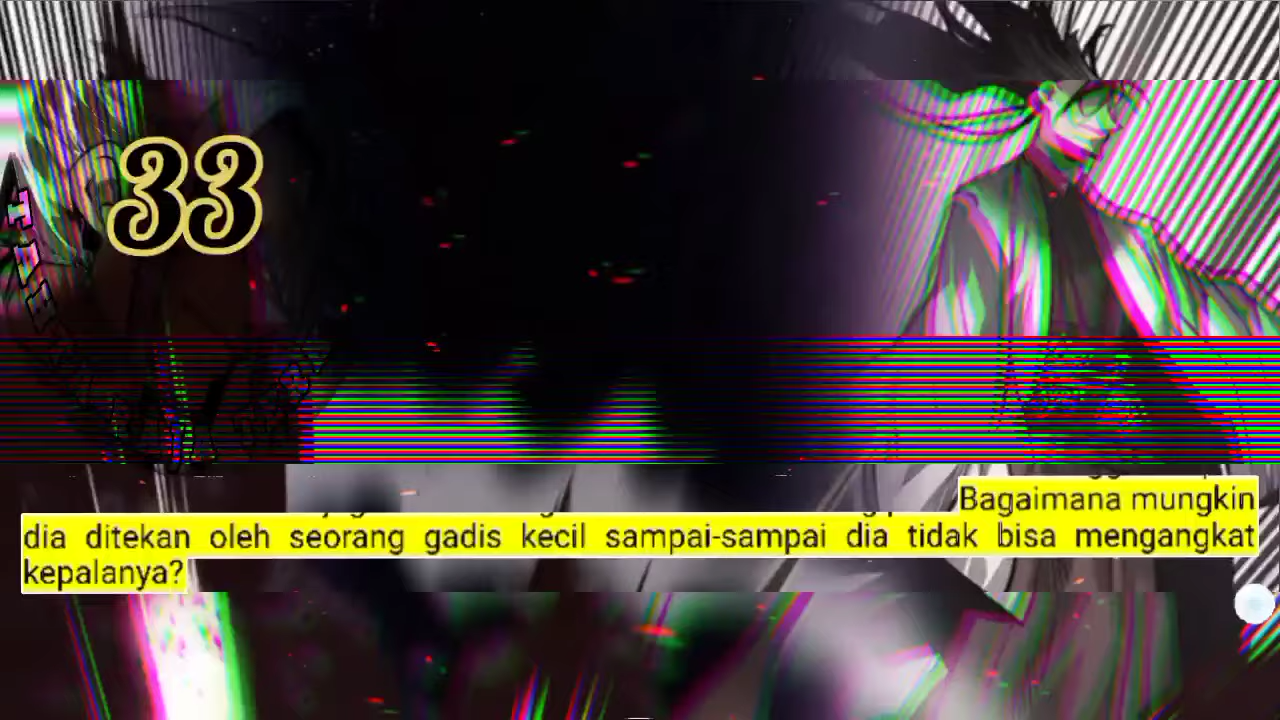 33
Bagaimana mungkin
dia ditekan oleh seorang gadis kecil sampai-sampai dia tidak bisa mengangkat
kepalanya?